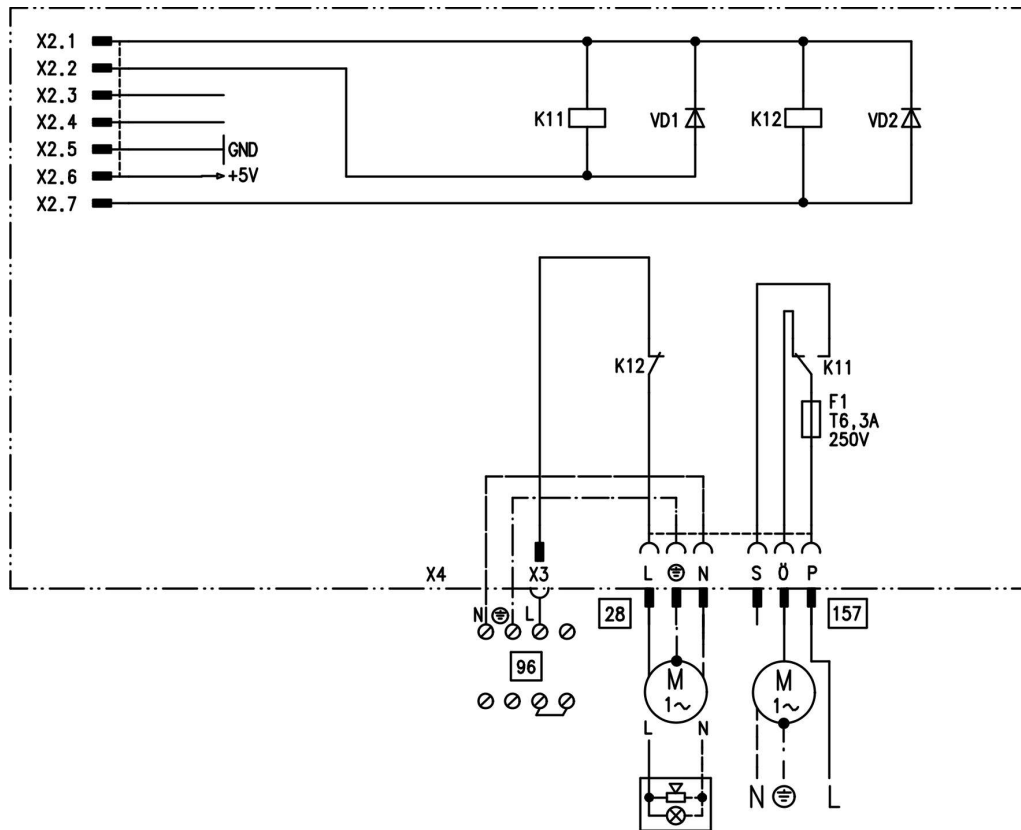 X2.1
X2.2
X2.3
X2.4
X2.5
X2.6
X2.7
GND
+5V
K11
VD1
K12
VD2
K12
K11
F1
T6,3A
250V
X4
X3
L
N
S
Ö
P
N
L
28
157
96
M
1~
M
1~
L
N
N
L